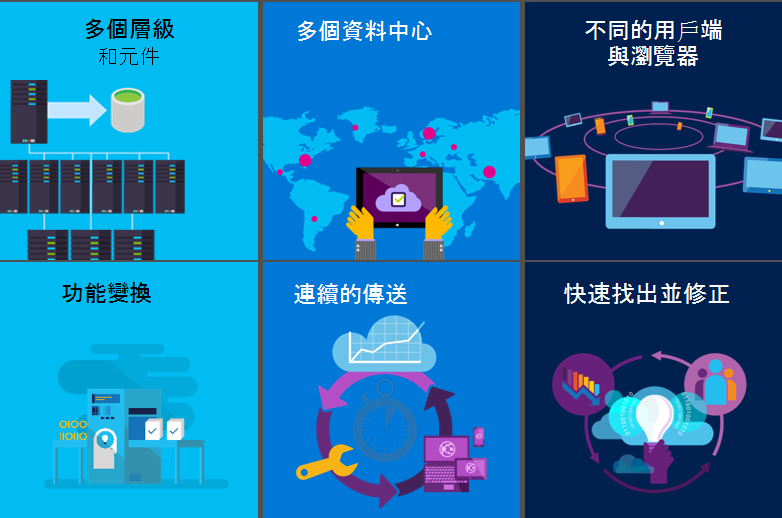 多個層級
和元件
多個資料中心
不同的用戶端
與瀏覽器
功能變換
連續的傳送
快速找出並修正